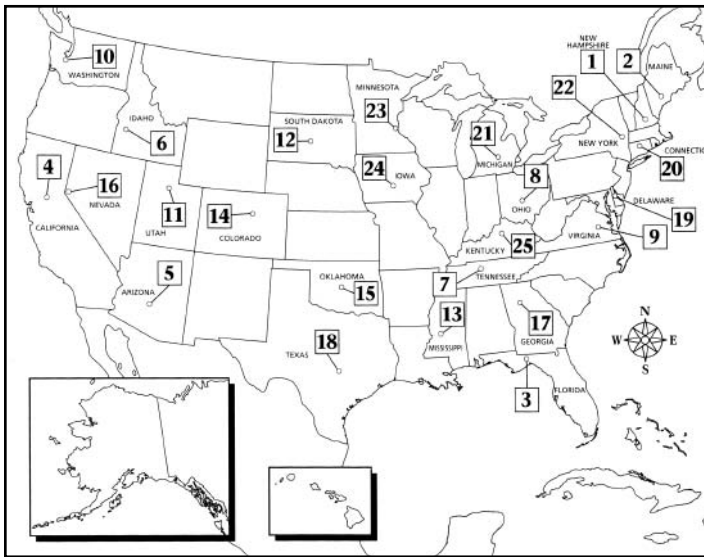 NEW
HAMPSHIRE
1
2
MAINE
10
WASHINGTON
MINNESOTA
22
IDAHO
SOUTH DAKOTA
23
6
12
21
NEW YORK
CONNECTIC
MICHIGAN
20
4
24
IOWA
8
16
NEVADA
11
14
OHIO
DELAWARE
19
CALIFORNIA
UTAH
COLORADO
KENTUCKY
25
VIRGINIA
9
5
OKLAHOMA
7
TENNESSEE
ARIZONA
15
13
17
MISSISSIPPI
GEORGIA
18
TEXAS
3
FLORIDA
N
W
E
S